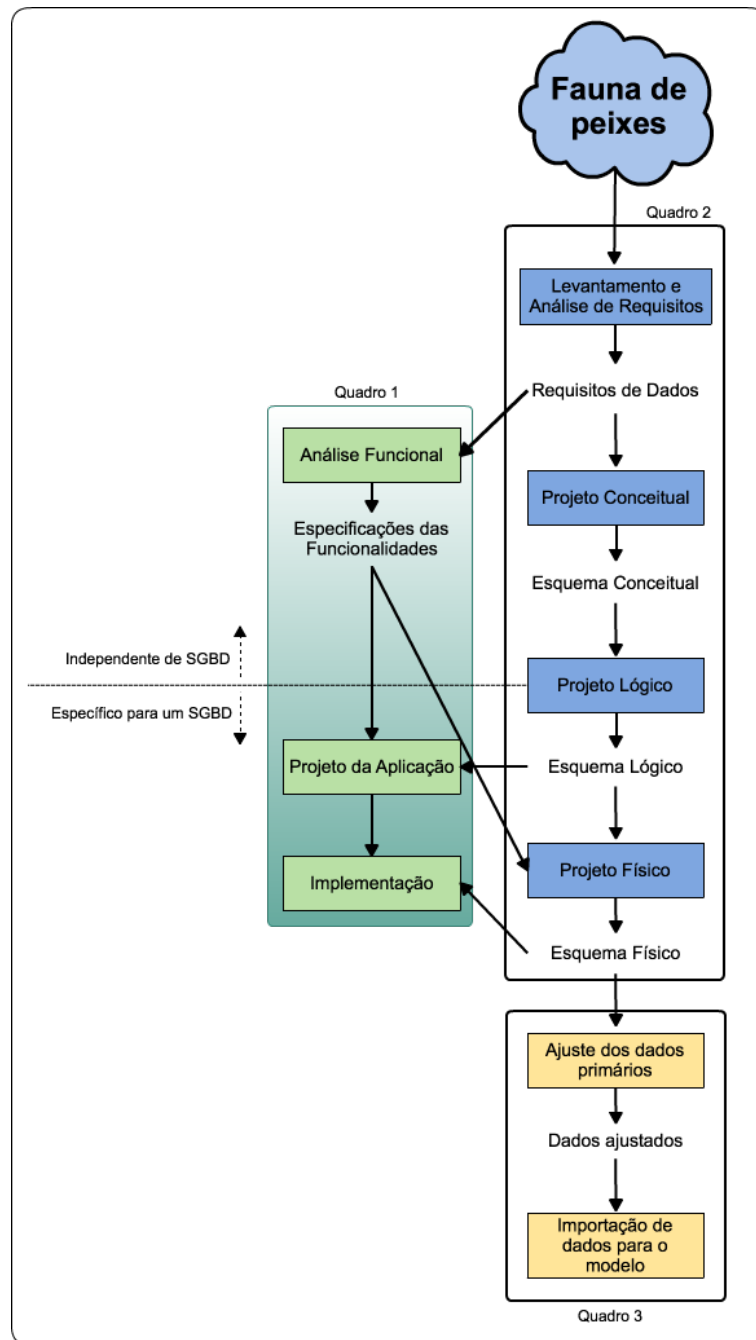 Fauna de
peixes
Quadro 2
Levantamento e
Análise de Requisitos
Requisitos de Dados
Quadro 1
Análise Funcional
Projeto Conceitual
Especificações das
Funcionalidades
Esquema Conceitual
Independente de SGBD
Projeto Lógico
Específico para um SGBD
Projeto da Aplicação
Esquema Lógico
Implementação
Projeto Físico
Esquema Físico
Ajuste dos dados
primários
Dados ajustados
Importação de
dados para o
modelo
Quadro 3